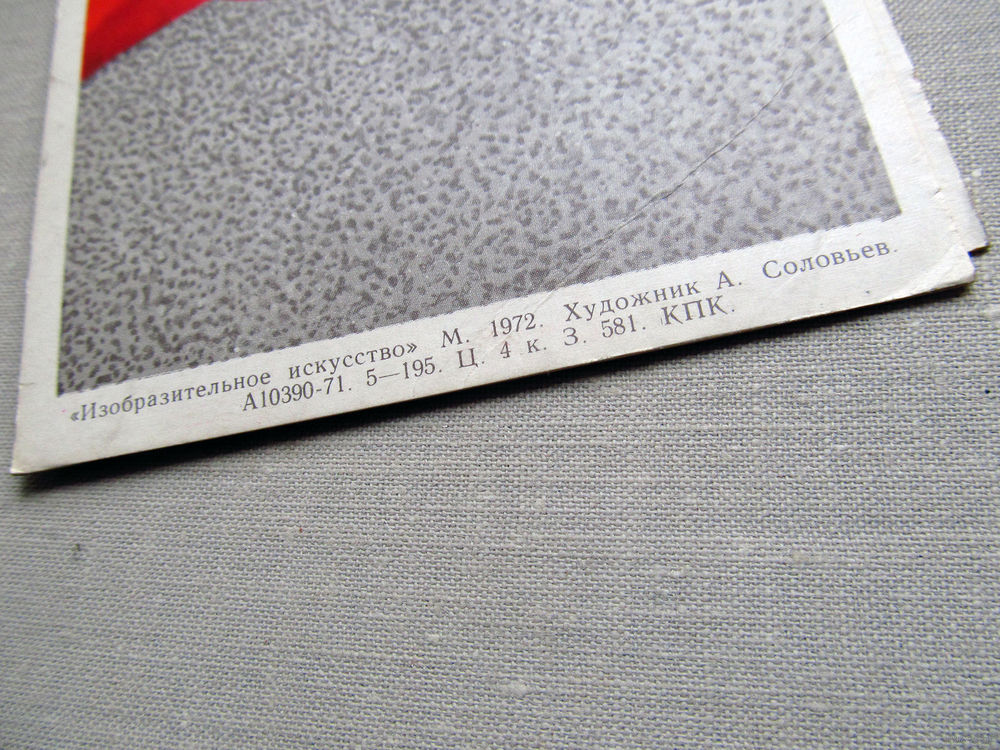 «Изобразительное искусство» М. 1972. Художник А. Соловьев.
А10390-71. 5—195. Ц. 4 к. З. 581. КПК.